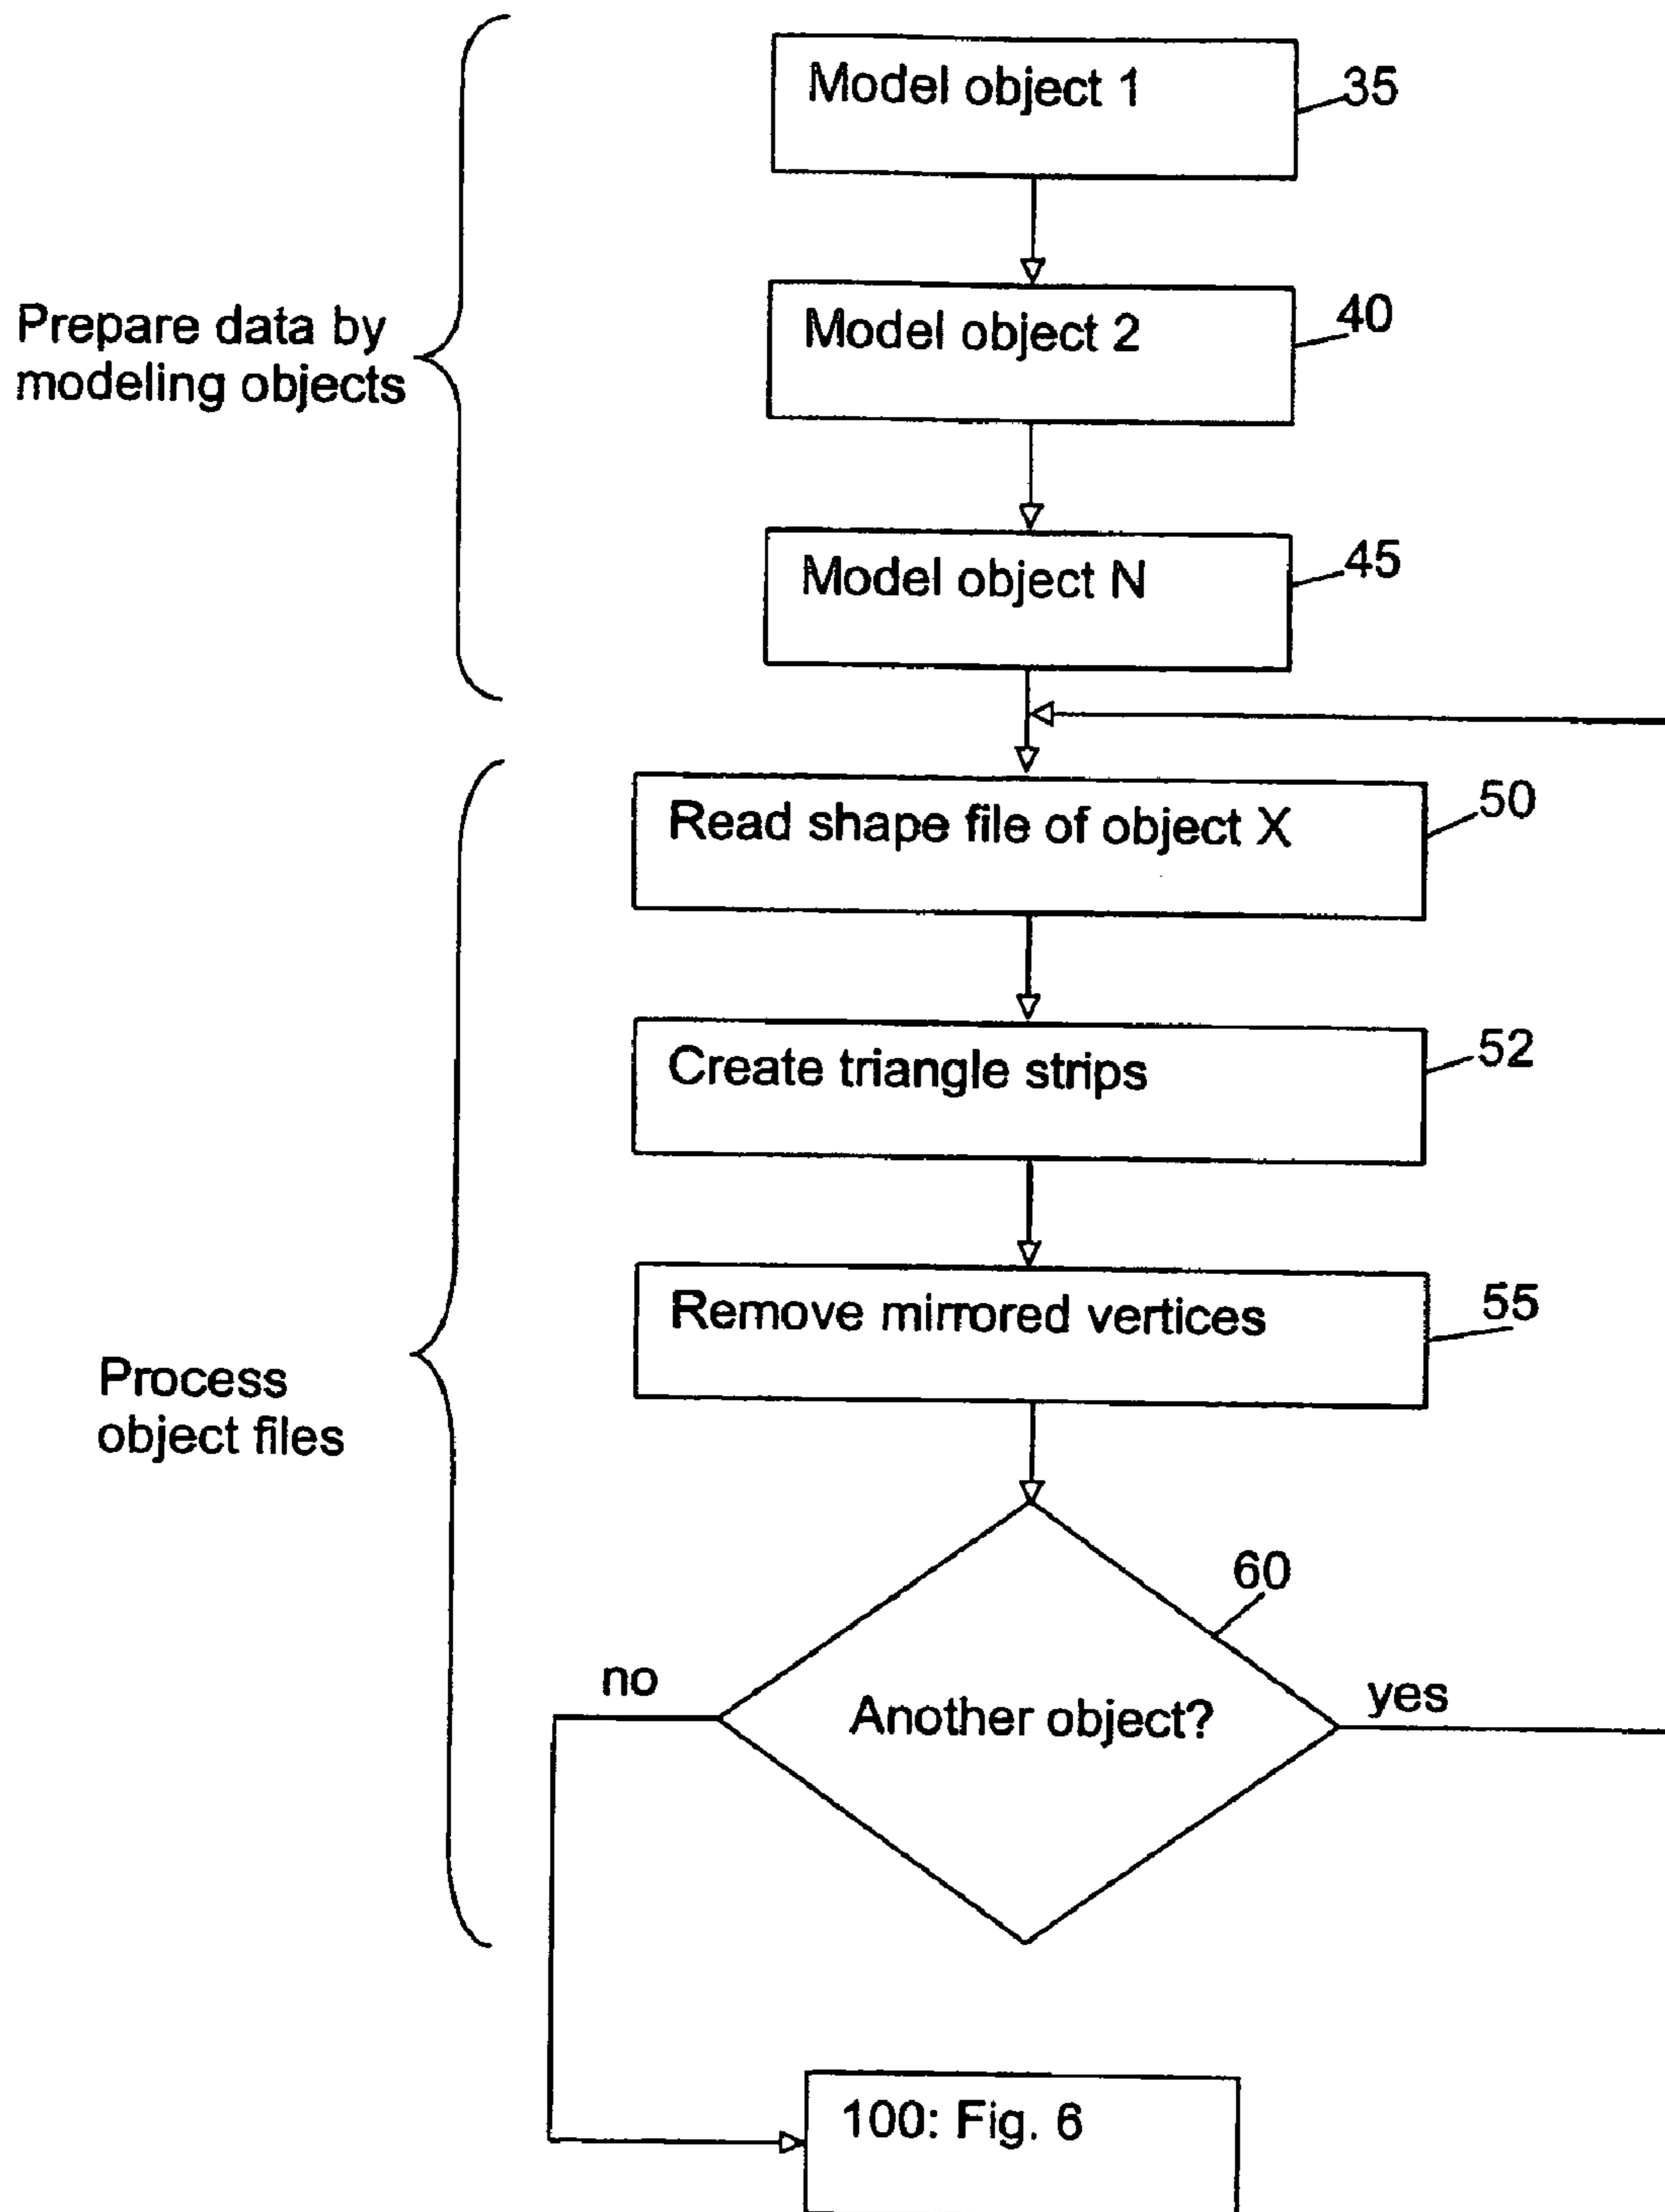 Model object 1
35
Prepare data by
modeling objects
Model object 2
40
Model object N
45
Read shape file of object X
50
Create triangle strips
52
Remove mirrored vertices
55
Process
object files
60
no
Another object?
yes
100: Fig. 6